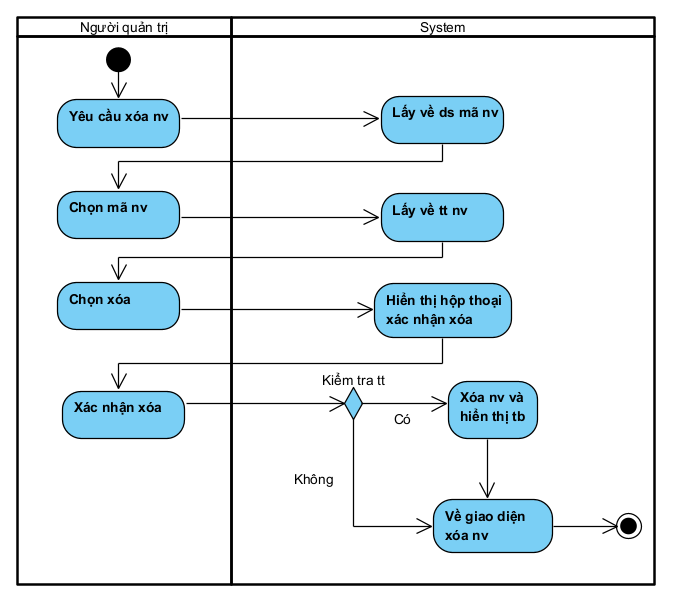 Người quản trị
System
Yêu cầu xóa nv
Lấy về ds mã nv
Chọn mã nv
Lấy về tt nv
Chọn xóa
Hiển thị hộp thoại
xác nhận xóa
Xác nhận xóa
Kiểm tra tt
Có
Xóa nv và
hiển thị tb
Không
Về giao diện
xóa nv